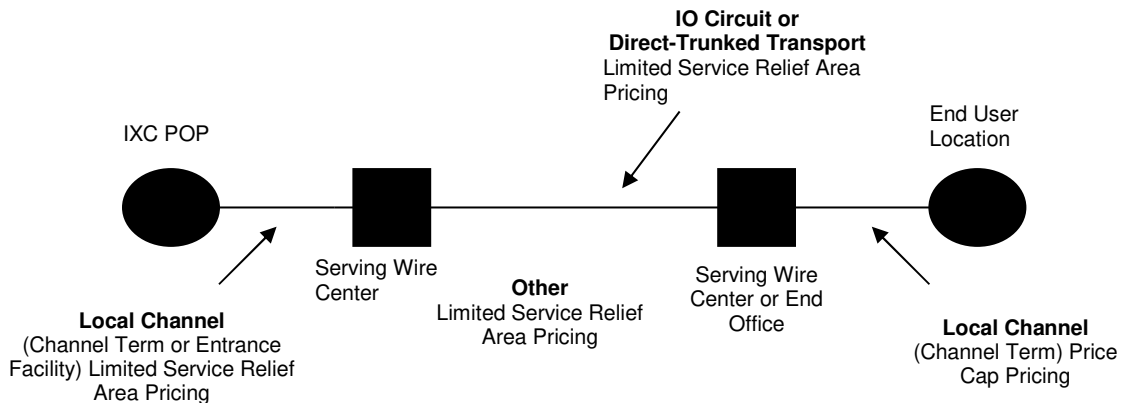 IO Circuit or
Direct-Trunked Transport
Limited Service Relief Area
Pricing
IXC POP
End User
Location
Serving Wire
Center
Other
Limited Service Relief
Area Pricing
Serving Wire
Center or End
Office
Local Channel
(Channel Term or Entrance
Facility) Limited Service Relief
Area Pricing
Local Channel
(Channel Term) Price
Cap Pricing